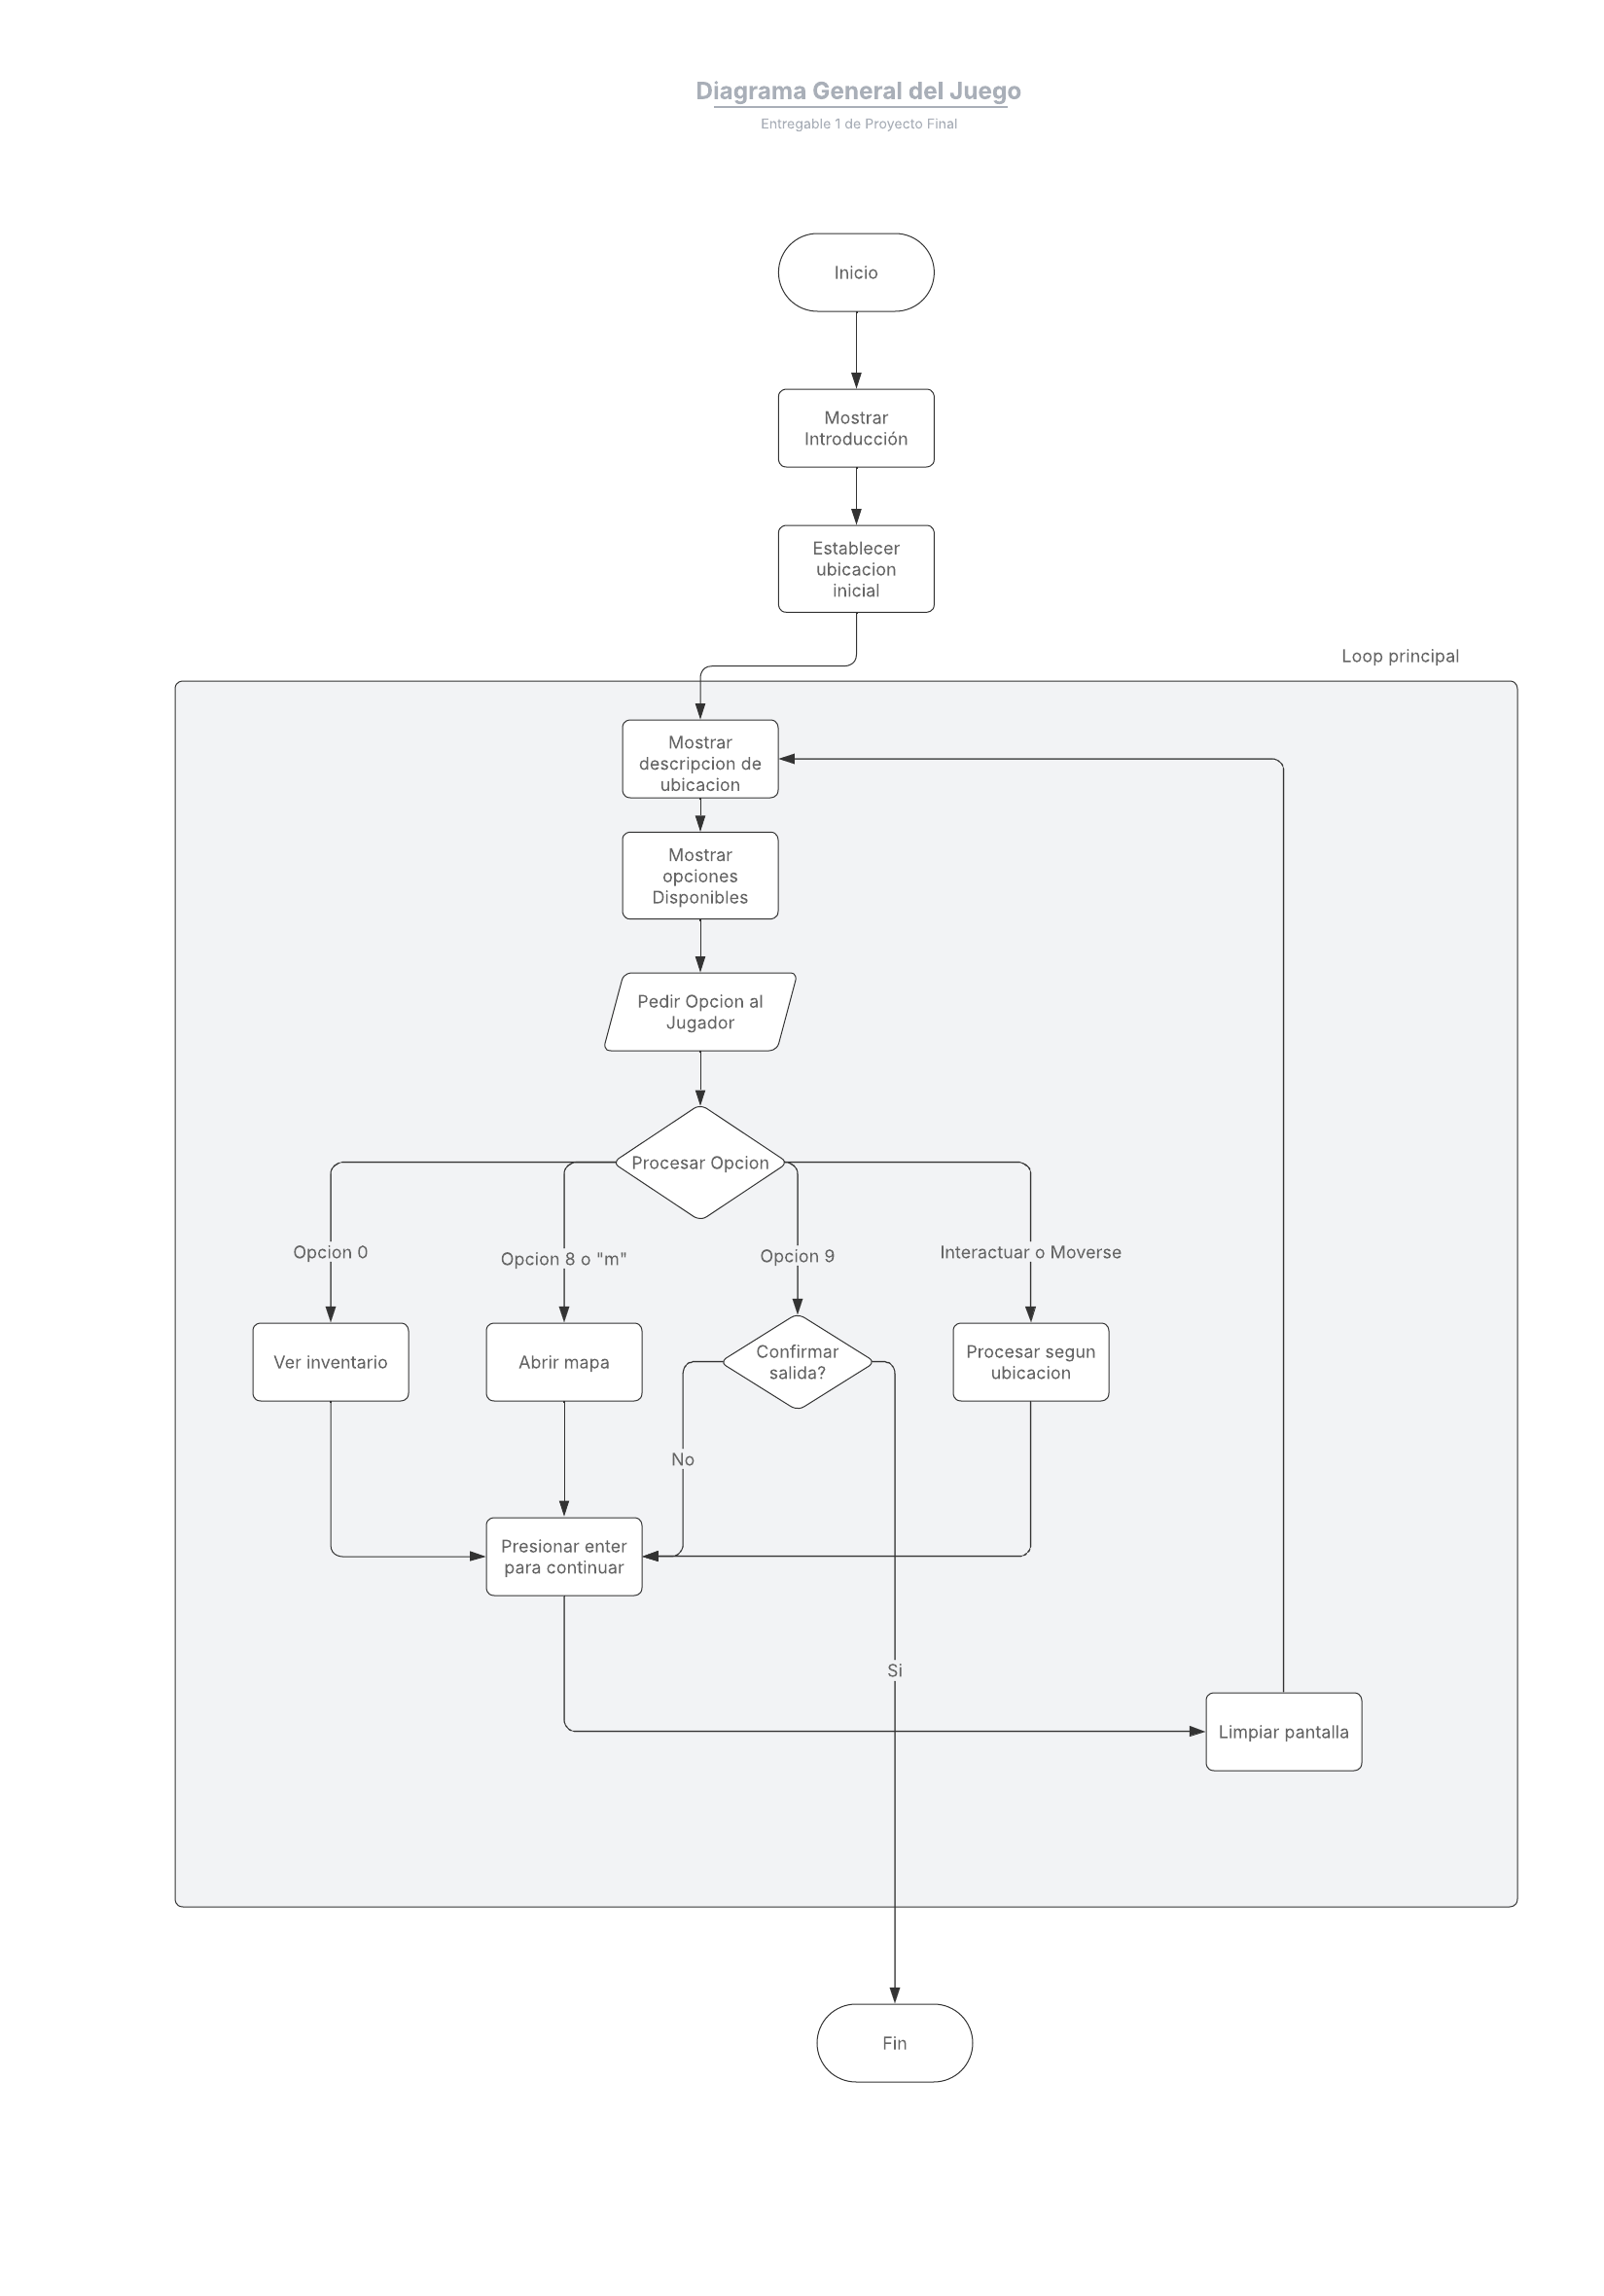 Diagrama General del Juego
Entregable 1 de Proyecto Final
Inicio
Mostrar
Introducción
Establecer
ubicacion
inicial
Loop principal
Mostrar
descripcion de
ubicacion
Mostrar
opciones
Disponibles
Pedir Opcion al
Jugador
Procesar Opcion
Opcion 0
Opcion 8 o "m"
Opcion 9
Interactuar o Moverse
Ver inventario
Abrir mapa
Confirmar
salida?
Procesar segun
ubicacion
No
Presionar enter
para continuar
Si
Limpiar pantalla
Fin